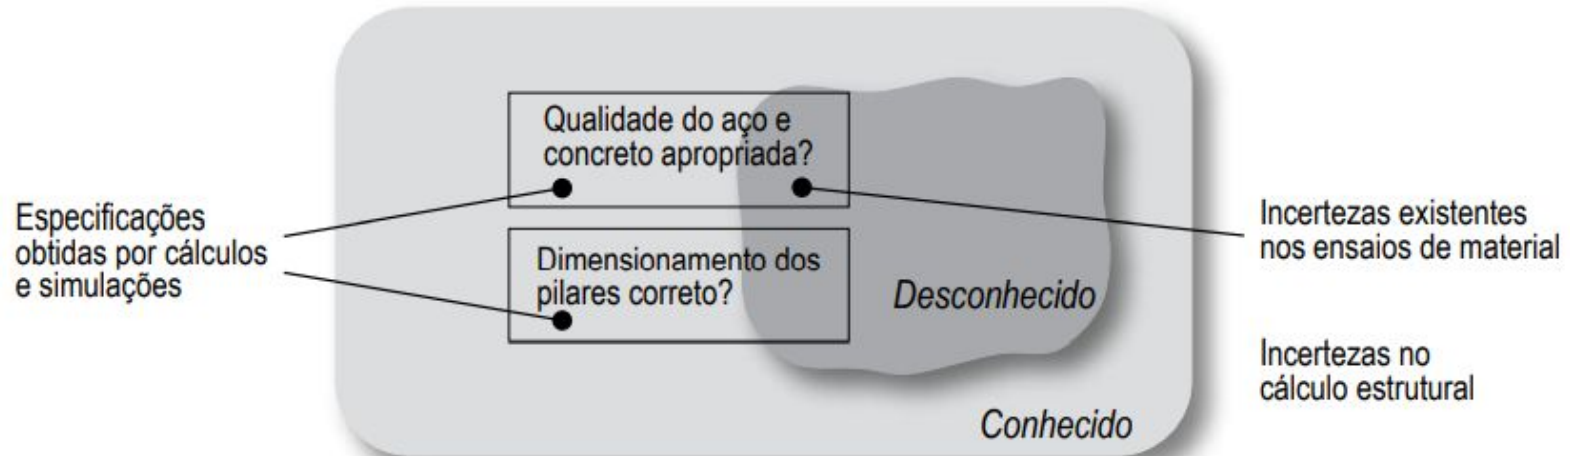 Qualidade do aço e
concreto apropriada?
Especificações
obtidas por cálculos
e simulações
Dimensionamento dos
pilares correto?
Desconhecido
Conhecido
Incertezas existentes
nos ensaios de material
Incertezas no
cálculo estrutural